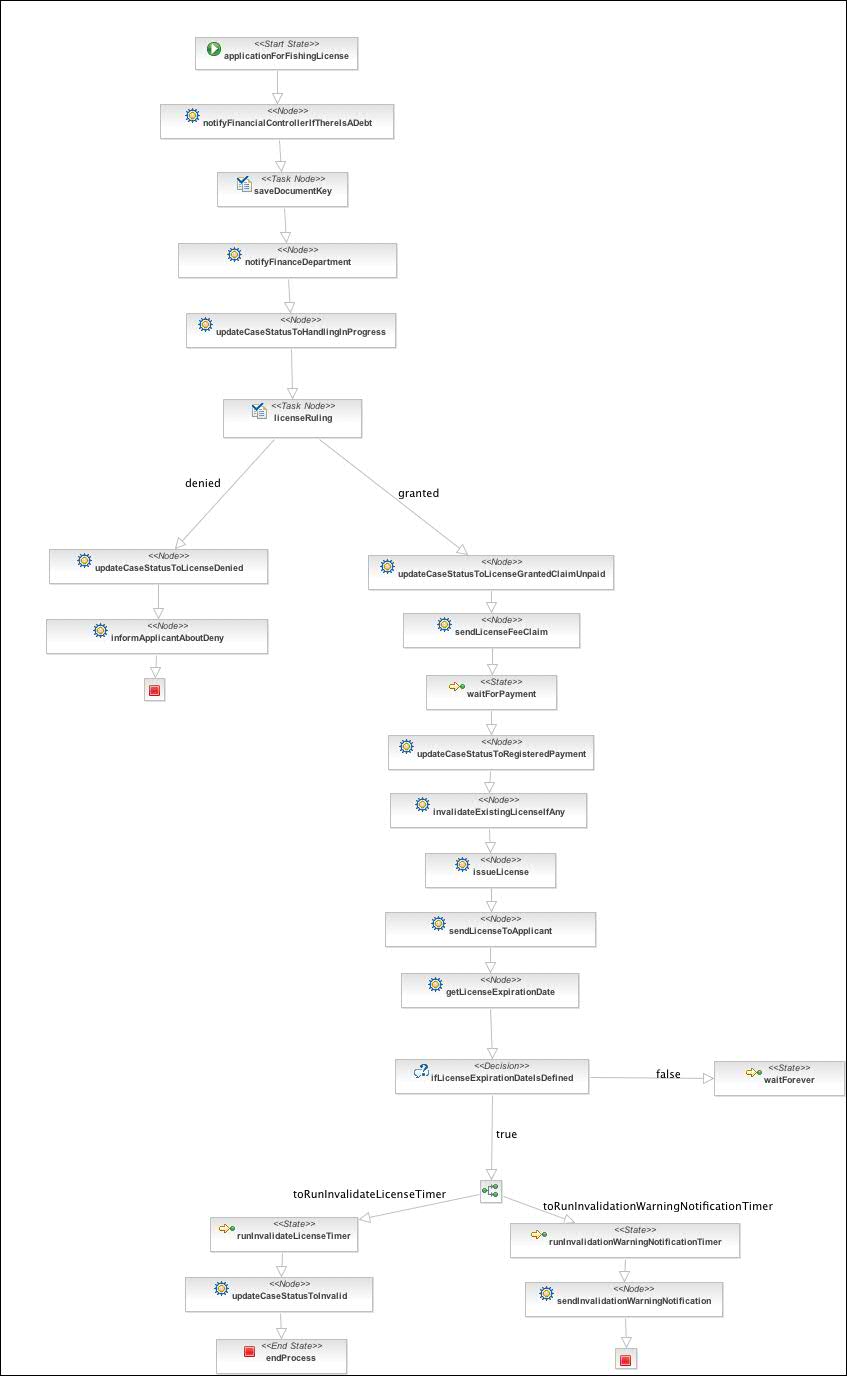 <<Start State>>
applicationForFishingLicense
<<Node>>
notifyFinancialControllerIfThereIsADebt
<<Task Node>>
saveDocumentKey
<<Node>>
notifyFinanceDepartment
<<Node>>
updateCaseStatusToHandlingInProgress
<<Task Node>>
licenseRuling
denied
granted
<<Node>>
updateCaseStatusToLicenseDenied
<<Node>>
updateCaseStatusToLicenseGrantedClaimUnpaid
<<Node>>
informApplicantAboutDeny
<<Node>>
sendLicenseFeeClaim
<<State>>
waitForPayment
<<Node>>
updateCaseStatusToRegisteredPayment
<<Node>>
invalidateExistingLicenseIfAny
<<Node>>
issueLicense
<<Node>>
sendLicenseToApplicant
<<Node>>
getLicenseExpirationDate
<<Decision>>
ifLicenseExpirationDateIsDefined
false
<<State>>
waitForever
true
toRunInvalidateLicenseTimer
toRunInvalidationWarningNotificationTimer
<<State>>
runInvalidateLicenseTimer
<<State>>
runInvalidationWarningNotificationTimer
<<Node>>
updateCaseStatusToInvalid
<<Node>>
sendInvalidationWarningNotification
<<End State>>
endProcess